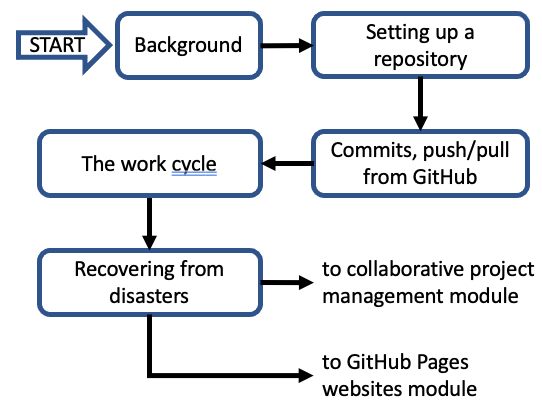 START
Background
Setting up a
repository
Commits, push/pull
from GitHub
The work cycle
Recovering from
disasters
to collaborative project
management module
to GitHub Pages
websites module